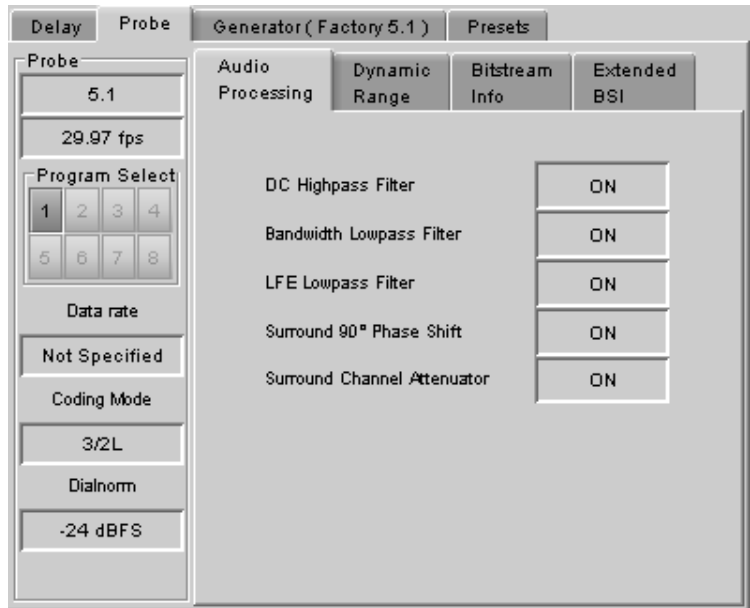 Delay Probe Generator ( Factory 5.1 ) Presets
Probe
5.1
29.97 fps
Program Select
1 2 3 4
5 6 7 8
Data rate
Not Specified
Coding Mode
3/2L
Dialnorm
-24 dBFS
Audio Processing
Dynamic Range
Bitstream Info
Extended BSI
DC Highpass Filter ON
Bandwidth Lowpass Filter ON
LFE Lowpass Filter ON
Surround 90° Phase Shift ON
Surround Channel Attenuator ON